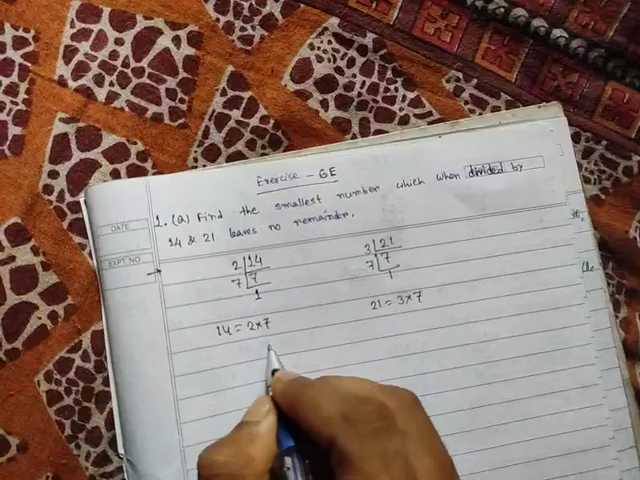 Exercise - 6E
DATE
1. (a) Find the smallest number which when divided by
14 & 21 leaves no remainder.
EXPT. NO.
2 14 3 21
7 7 7 7
1 1
14 = 2×7 21 = 3×7